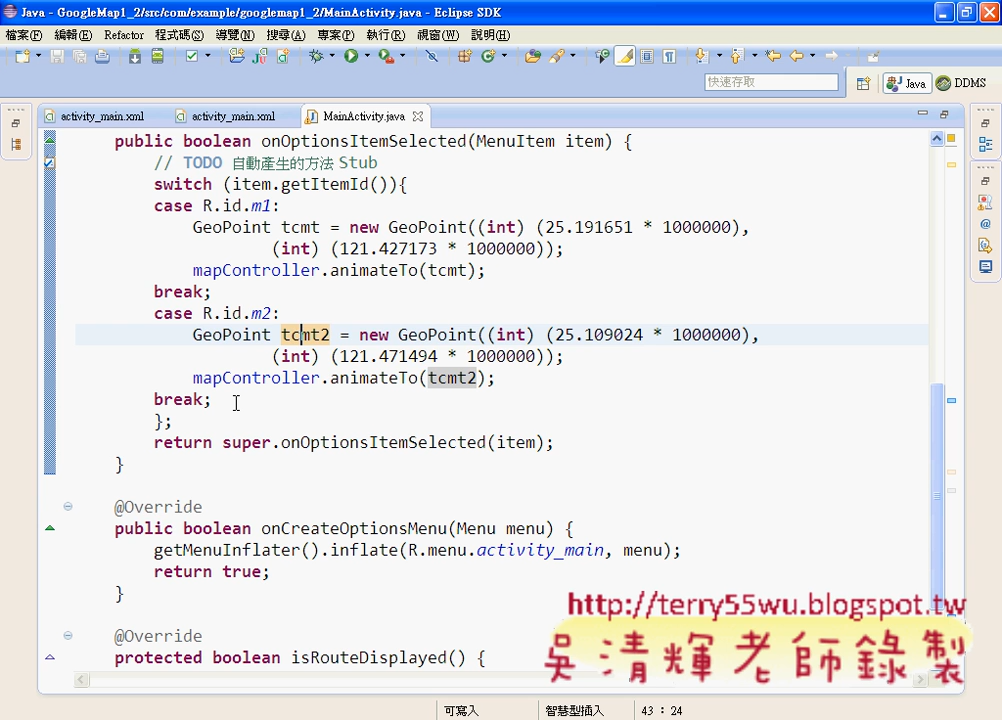 Java - GoogleMap1_2/src/com/example/googlemap1_2/MainActivity.java - Eclipse SDK
檔案(F) 編輯(E) Refactor 程式碼(S) 導覽(N) 搜尋(A) 專案(P) 執行(R) 視窗(W) 說明(H)
快速存取 Java DDMS
activity_main.xml activity_main.xml MainActivity.java
public boolean onOptionsItemSelected(MenuItem item) {
// TODO 自動產生的方法 Stub
switch (item.getItemId()){
case R.id.m1:
GeoPoint tcmt = new GeoPoint((int) (25.191651 * 1000000),
(int) (121.427173 * 1000000));
mapController.animateTo(tcmt);
break;
case R.id.m2:
GeoPoint tcmt2 = new GeoPoint((int) (25.109024 * 1000000),
(int) (121.471494 * 1000000));
mapController.animateTo(tcmt2);
break;
};
return super.onOptionsItemSelected(item);
}
@Override
public boolean onCreateOptionsMenu(Menu menu) {
getMenuInflater().inflate(R.menu.activity_main, menu);
return true;
}
@Override
protected boolean isRouteDisplayed() {
http://terry55wu.blogspot.tw
吳清輝老師錄製
可寫入 智慧型插入 43 : 24